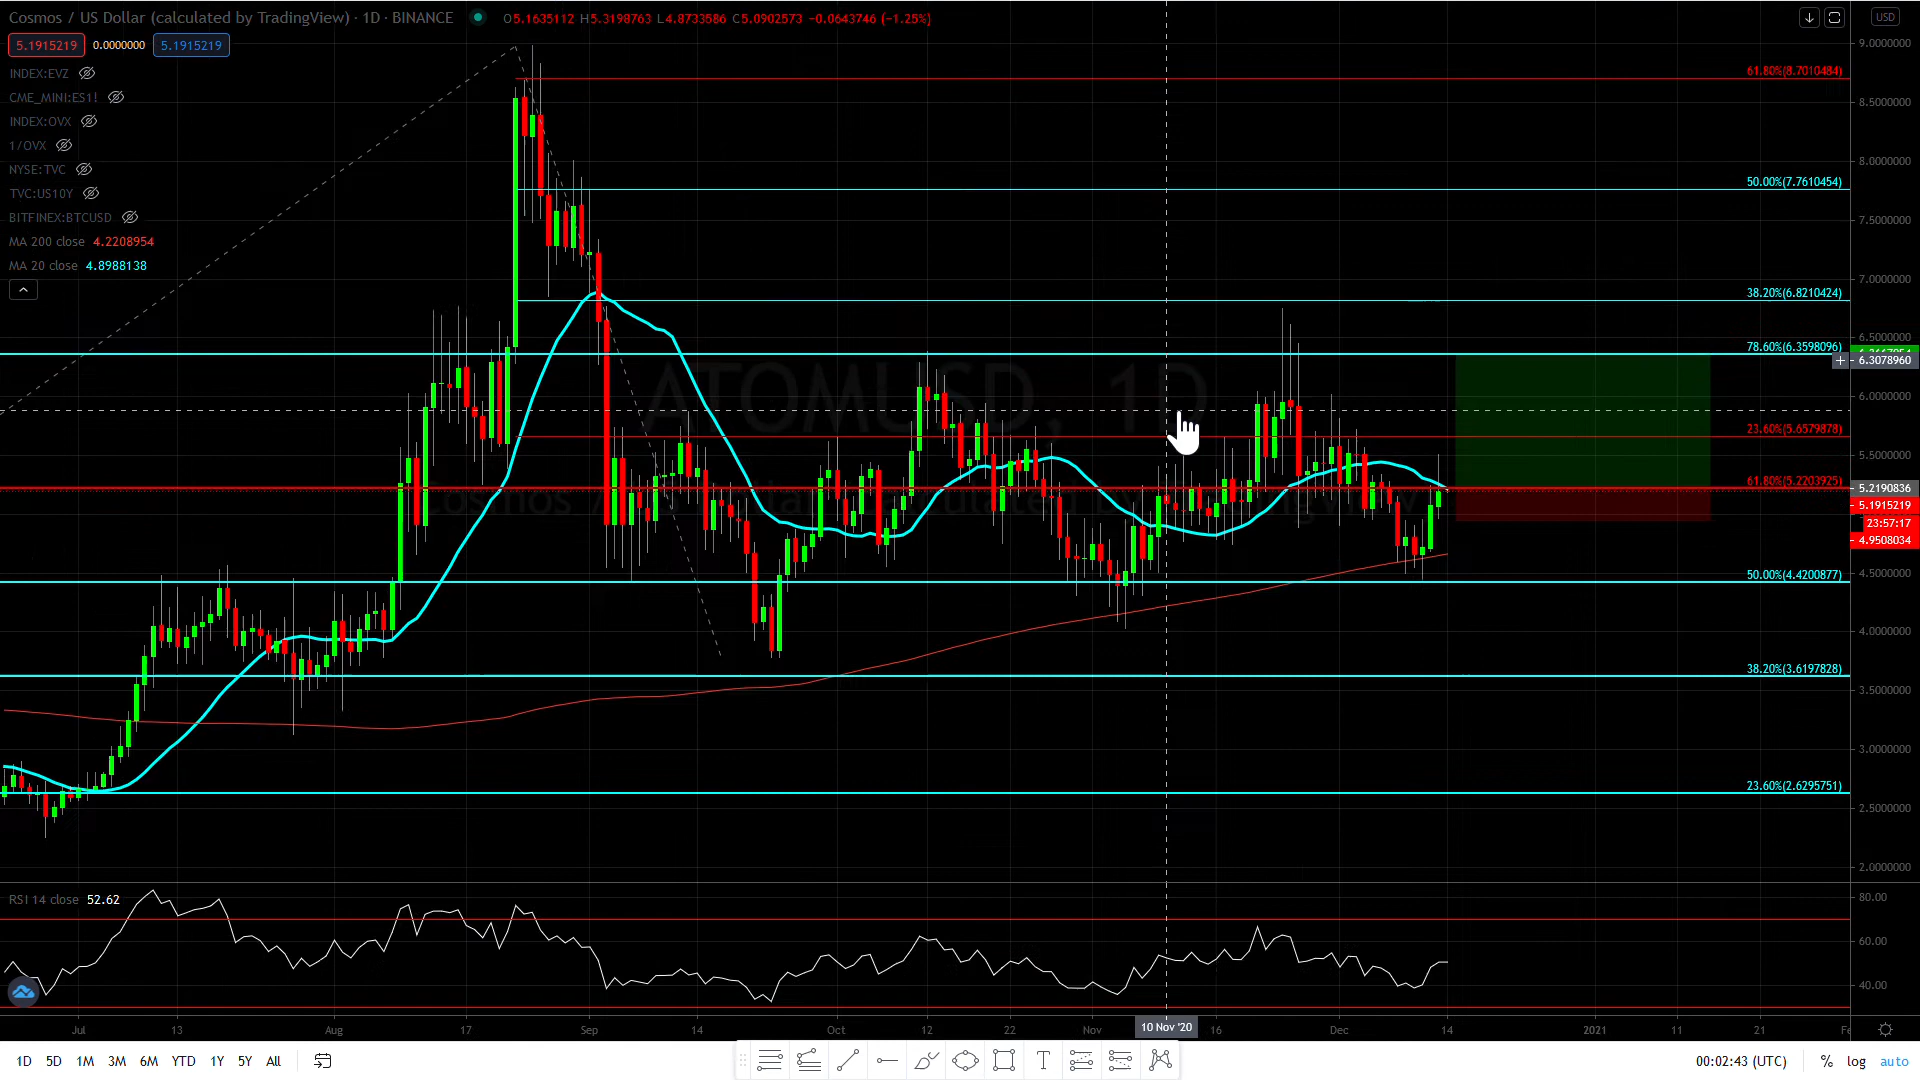 Cosmos / US Dollar (calculated by TradingView) · 1D · BINANCE O5.1635112 H5.3198763 L4.8733586 C5.0902573 −0.0643746 (−1.25%)
USD
5.1915219 0.0000000 5.1915219
INDEX:EVZ
CME_MINI:ES1!
INDEX:OVX
1/OVX
NYSE:TVC
TVC:US10Y
BITFINEX:BTCUSD
MA 200 close 4.2208954
MA 20 close 4.8988138
ATOMUSD, 1D
61.80%(8.7010484)
50.00%(7.7610454)
38.20%(6.8210424)
78.60%(6.3598096)
23.60%(5.6579878)
61.80%(5.2203925)
50.00%(4.4200877)
38.20%(3.6197828)
23.60%(2.6295751)
9.0000000
8.5000000
8.0000000
7.5000000
7.0000000
6.5000000
6.3078960
6.0000000
5.5000000
5.2190836
5.1915219
23:57:17
4.9508034
4.5000000
4.0000000
3.5000000
3.0000000
2.5000000
2.0000000
RSI 14 close 52.62
80.00
60.00
40.00
Jul 13 Aug 17 Sep 14 Oct 12 22 Nov 10 Nov '20 16 Dec 14 2021 11 21
1D 5D 1M 3M 6M YTD 1Y 5Y All
00:02:43 (UTC) % log auto